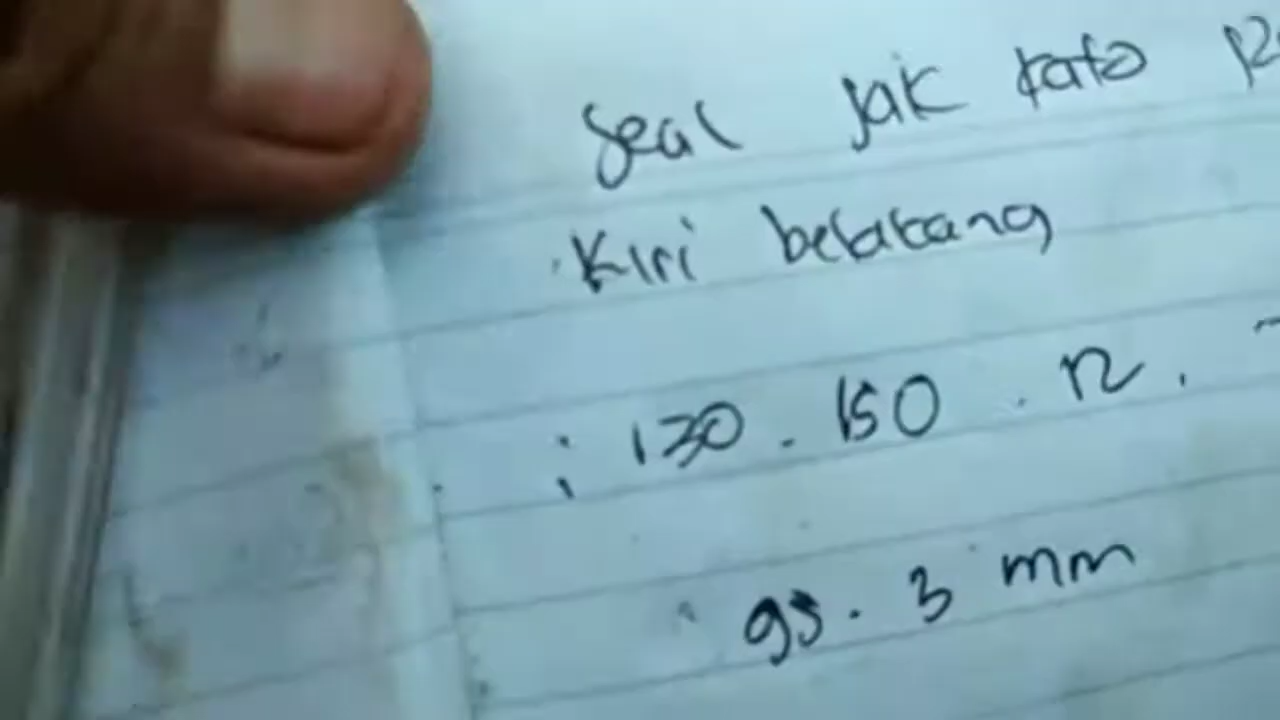 Seal Jak kato
Kiri belakang
: 130 . 150 . 12 .
95 . 3 mm